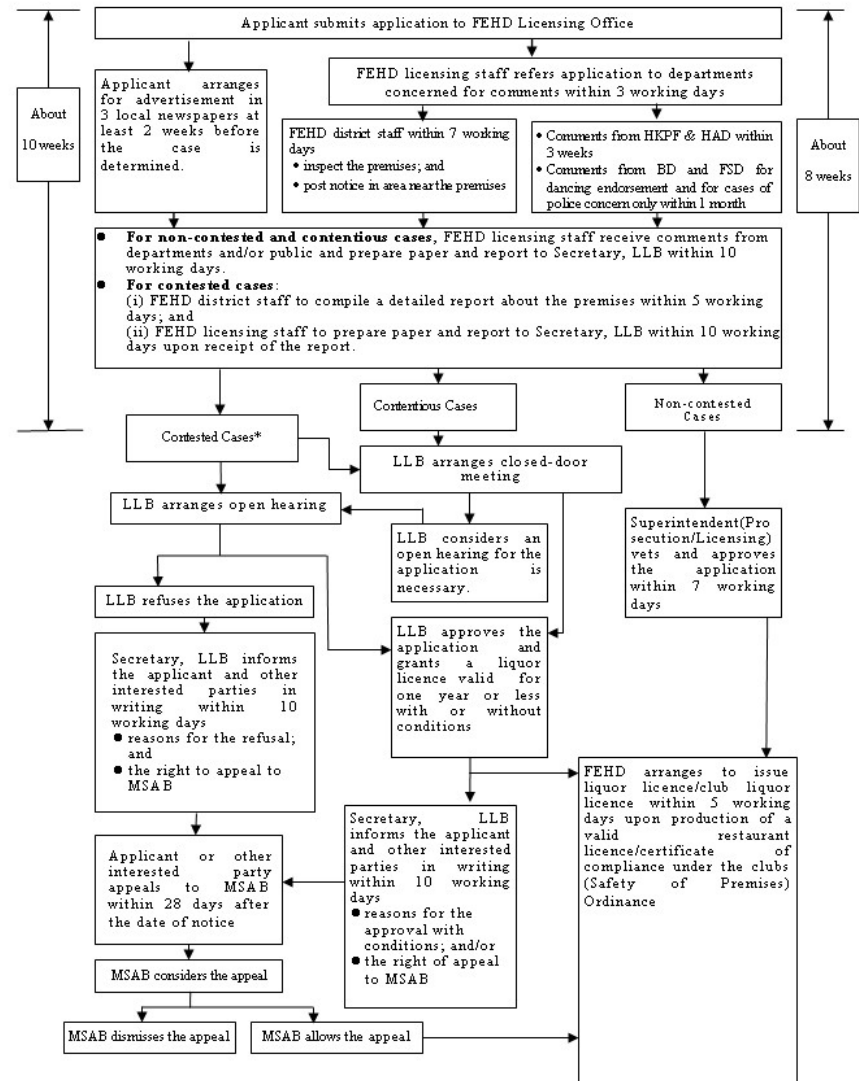 Applicant submits application to FEHD Licensing Office
About
10 weeks
Applicant arranges
for advertisement in
3 local newspapers at
least 2 weeks before
the case is
determined.
FEHD licensing staff refers application to departments
concerned for comments within 3 working days
FEHD district staff within 7 working
days
• inspect the premises; and
• post notice in area near the premises
• Comments from HKPF & HAD within
3 weeks
• Comments from BD and FSD for
dancing endorsement and for cases of
police concern only within 1 month
About
8 weeks
● For non-contested and contentious cases, FEHD licensing staff receive comments from
departments and/or public and prepare paper and report to Secretary, LLB within 10
working days.
● For contested cases:
(i) FEHD district staff to compile a detailed report about the premises within 5 working
days; and
(ii) FEHD licensing staff to prepare paper and report to Secretary, LLB within 10 working
days upon receipt of the report.
Contested Cases*
Contentious Cases
Non-contested
Cases
LLB arranges closed-door
meeting
LLB arranges open hearing
LLB considers an
open hearing for the
application is
necessary.
Superintendent(Pro
secution/Licensing)
vets and approves
the application
within 7 working
days
LLB refuses the application
LLB approves the
application and
grants a liquor
licence valid for
one year or less
with or without
conditions
Secretary, LLB informs
the applicant and other
interested parties in
writing within 10
working days
● reasons for the refusal;
and
● the right to appeal to
MSAB
FEHD arranges to issue
liquor licence/club liquor
licence within 5 working
days upon production of a
valid restaurant
licence/certificate of
compliance under the clubs
(Safety of Premises)
Ordinance
Secretary, LLB
informs the applicant
and other interested
parties in writing
within 10 working
days
● reasons for the
approval with
conditions; and/or
● the right of appeal
to MSAB
Applicant or other
interested party
appeals to MSAB
within 28 days after
the date of notice
MSAB considers the appeal
MSAB dismisses the appeal
MSAB allows the appeal